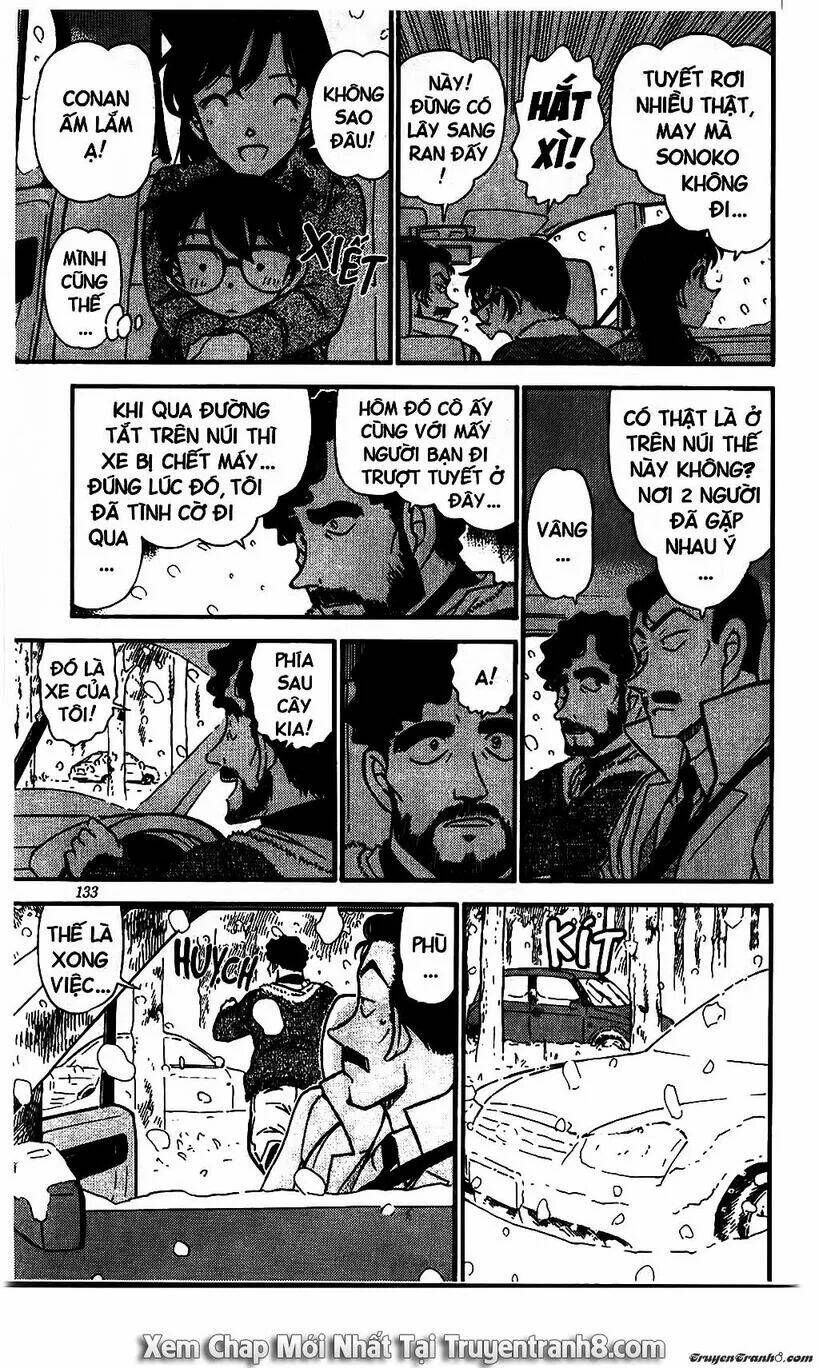 TUYẾT RƠI
NHIỀU THẬT,
MAY MÀ
SONOKO
KHÔNG
ĐI...
HẮT
XÌ!
NÀY!
ĐỪNG CÓ
LÂY SANG
RAN ĐẤY
!
KHÔNG
SAO
ĐÂU!
CONAN
ẤM LẮM
Ạ!
XIẾT
MÌNH
CŨNG
THẾ
...
CÓ THẬT LÀ Ở
TRÊN NÚI THẾ
NÀY KHÔNG?
NƠI 2 NGƯỜI
ĐÃ GẶP
NHAU Ý
...
VÂNG
...
HÔM ĐÓ CÔ ẤY
CÙNG VỚI MẤY
NGƯỜI BẠN ĐI
TRƯỢT TUYẾT Ở
ĐÂY...
KHI QUA ĐƯỜNG
TẮT TRÊN NÚI THÌ
XE BỊ CHẾT MÁY...
ĐÚNG LÚC ĐÓ, TÔI
ĐÃ TÌNH CỜ ĐI
QUA
...
A!
PHÍA
SAU
CÂY
KIA!
ĐÓ LÀ
XE CỦA
TÔI!
133
KÍT
PHÙ
...
HUỴCH
THẾ LÀ
XONG
VIỆC...
Xem Chap Mới Nhất Tại Truyentranh8.com
TruyenTranh8.com